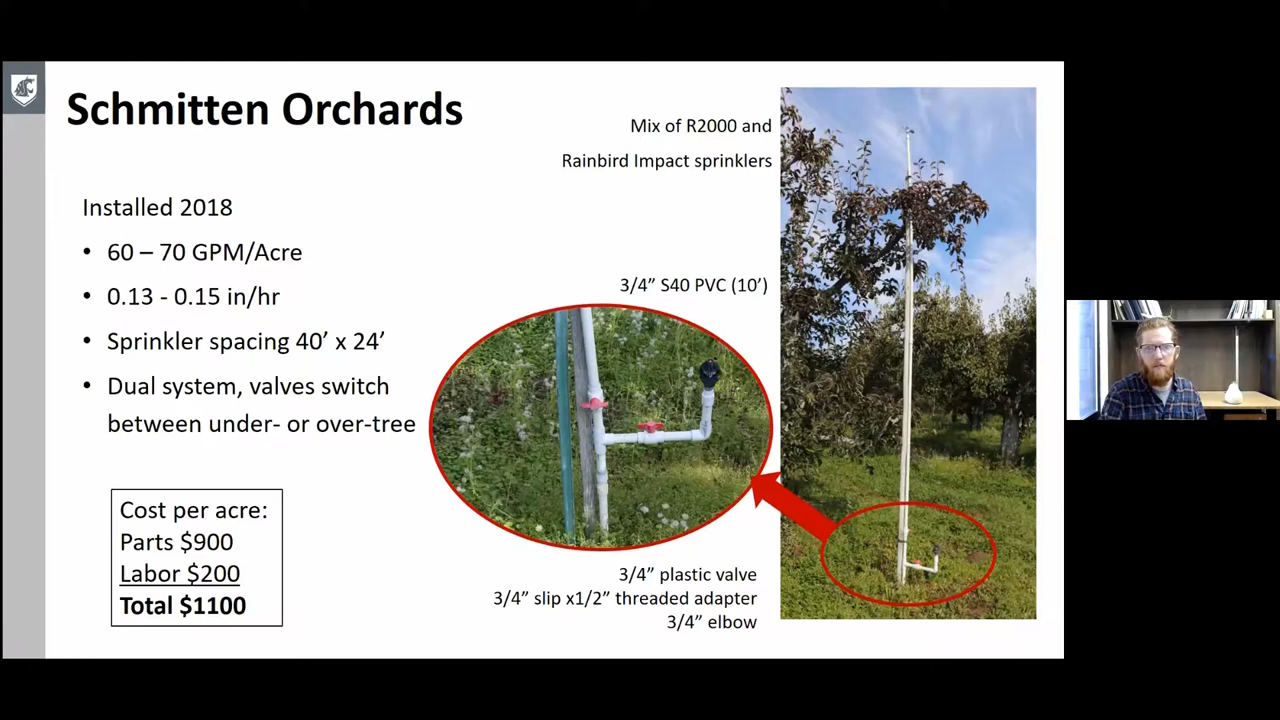 Schmitten Orchards
Mix of R2000 and
Rainbird Impact sprinklers
Installed 2018
• 60 – 70 GPM/Acre
• 0.13 - 0.15 in/hr
• Sprinkler spacing 40’ x 24’
• Dual system, valves switch
between under- or over-tree
3/4” S40 PVC (10’)
Cost per acre:
Parts $900
Labor $200
Total $1100
3/4” plastic valve
3/4” slip x1/2” threaded adapter
3/4” elbow